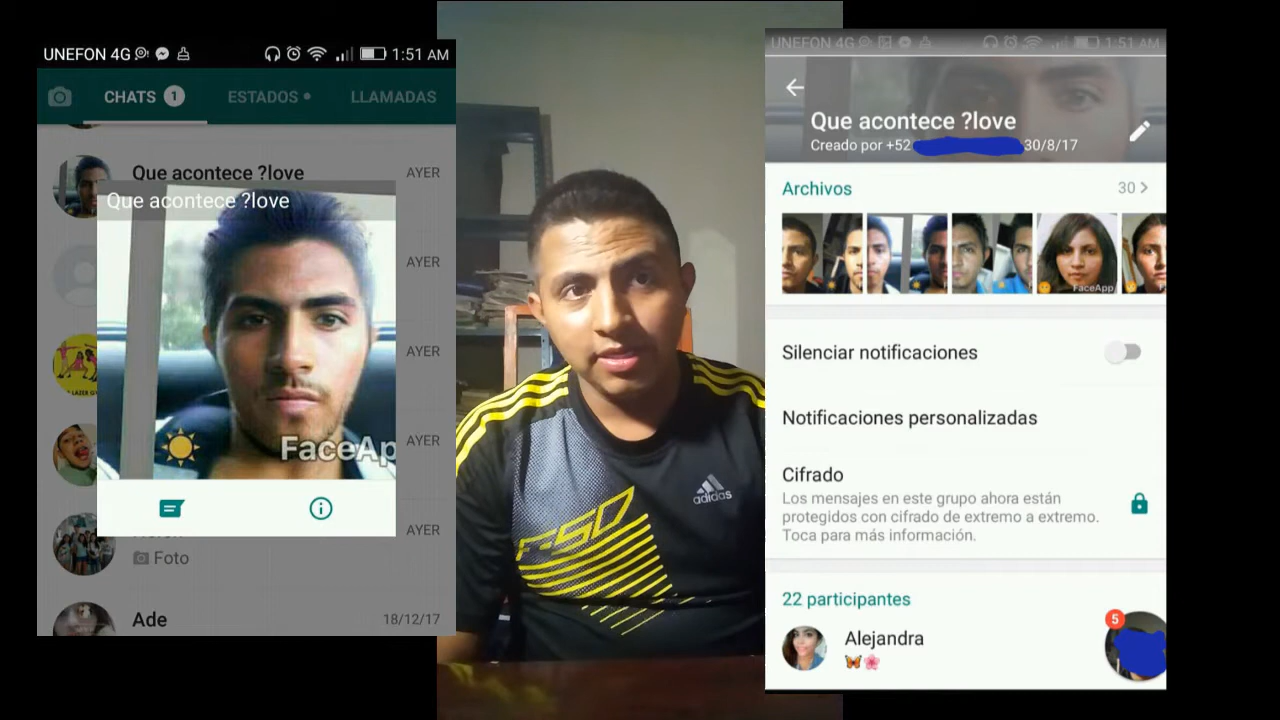 UNEFON 4G
1:51 AM
CHATS 1
ESTADOS
LLAMADAS
Que acontece ?love
AYER
Que acontece ?love
AYER
AYER
AYER
AYER
FaceAp
Foto
Ade
18/12/17
adidas
F50
UNEFON 4G
1:51 AM
Que acontece ?love
Creado por +52
30/8/17
Archivos
30
FaceApp
Silenciar notificaciones
Notificaciones personalizadas
Cifrado
Los mensajes en este grupo ahora están
protegidos con cifrado de extremo a extremo.
Toca para más información.
22 participantes
5
Alejandra